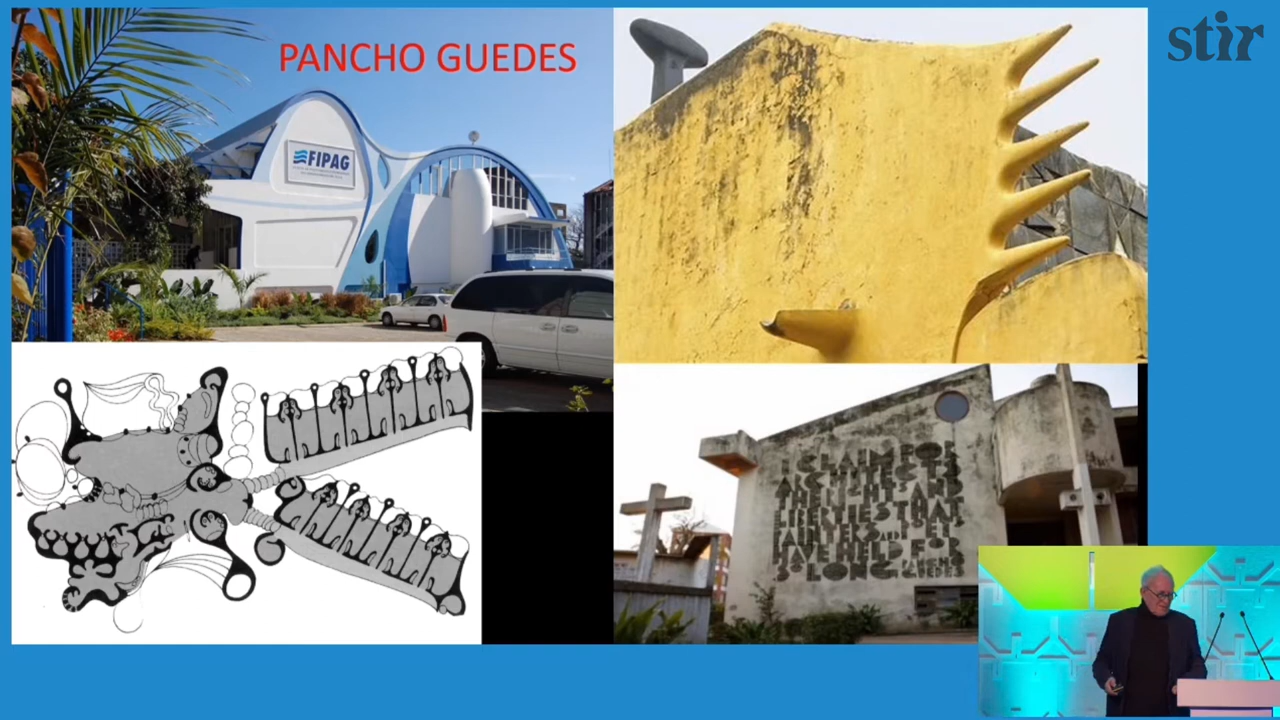 stir
PANCHO GUEDES
FIPAG
I CLAIM FOR
ARCHITECTS
THE RIGHTS AND
LIBERTIES THAT
PAINTERS AND
HAVE HELD FOR
SO LONG
GUEDES